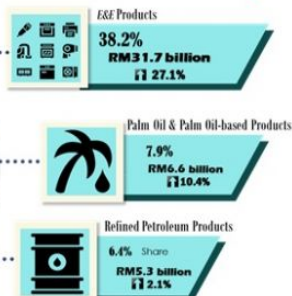 E&E Products
38.2%
RM31.7 billion
27.1%
Palm Oil & Palm Oil-based Products
7.9%
RM6.6 billion
10.4%
Refined Petroleum Products
6.4% Share
RM5.3 billion
2.1%